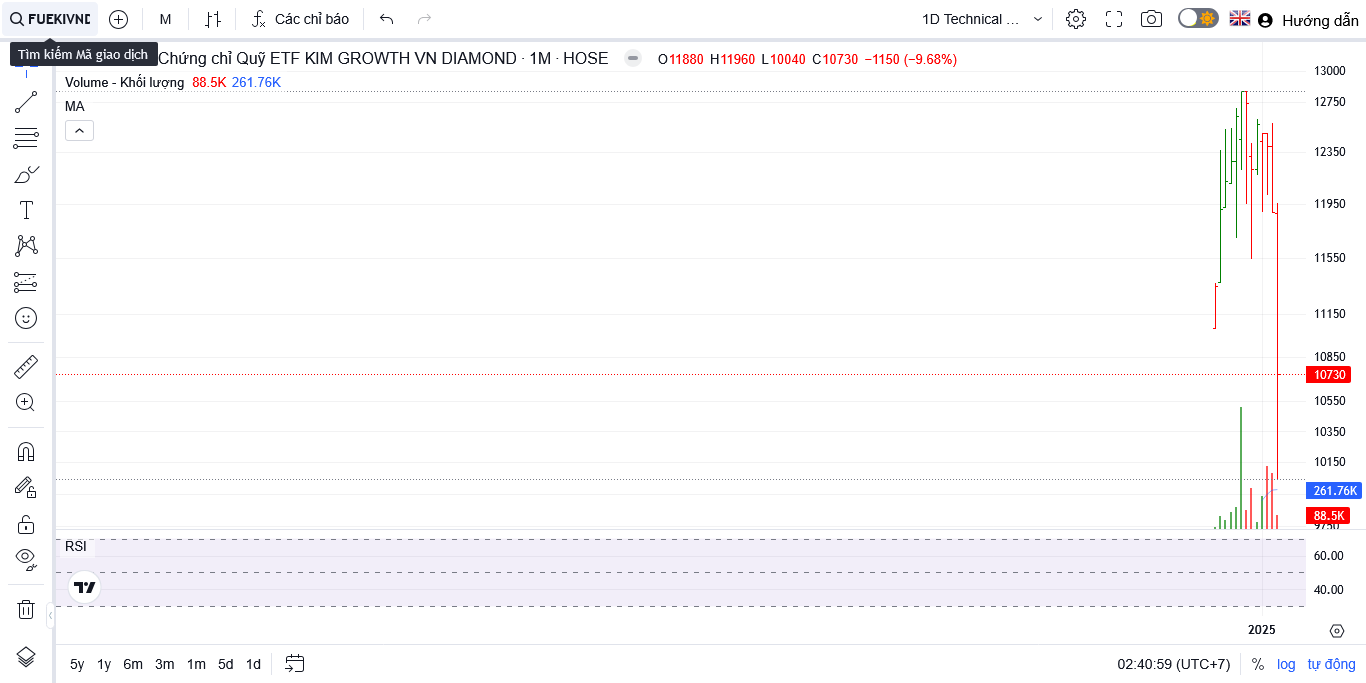 FUEKIVND
M
Các chỉ báo
1D Technical ...
Hướng dẫn
Tìm kiếm Mã giao dịch
Chứng chỉ Quỹ ETF KIM GROWTH VN DIAMOND · 1M · HOSE
O11880 H11960 L10040 C10730 −1150 (−9.68%)
Volume - Khối lượng 88.5K 261.76K
MA
13000
12750
12350
11950
11550
11150
10850
10730
10550
10350
10150
261.76K
88.5K
9750
RSI
60.00
40.00
2025
5y 1y 6m 3m 1m 5d 1d
02:40:59 (UTC+7)
% log tự động